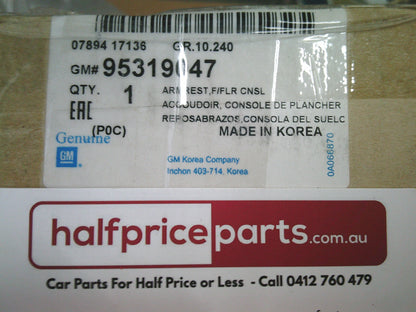 07894 17136 GR.10.240
GM# 95319047
QTY. 1 ARMREST,F/FLR CNSL
ACCOUDOIR, CONSOLE DE PLANCHER
EAC REPOSABRAZOS,CONSOLA DEL SUELC
(P0C) MADE IN KOREA
Genuine
GM
GM Korea Company
Inchon 403-714, Korea
0A066870
halfpriceparts.com.au
Car Parts For Half Price or Less - Call 0412 760 479